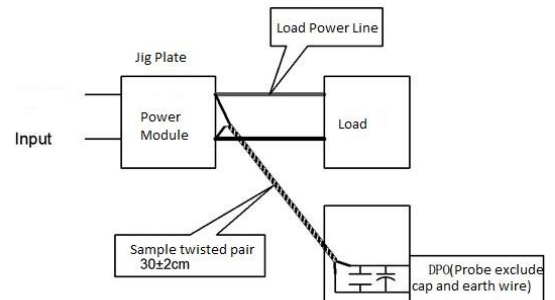 Load Power Line
Jig Plate
Power
Module
Load
Input
Sample twisted pair
30±2cm
DPO(Probe exclude
cap and earth wire)